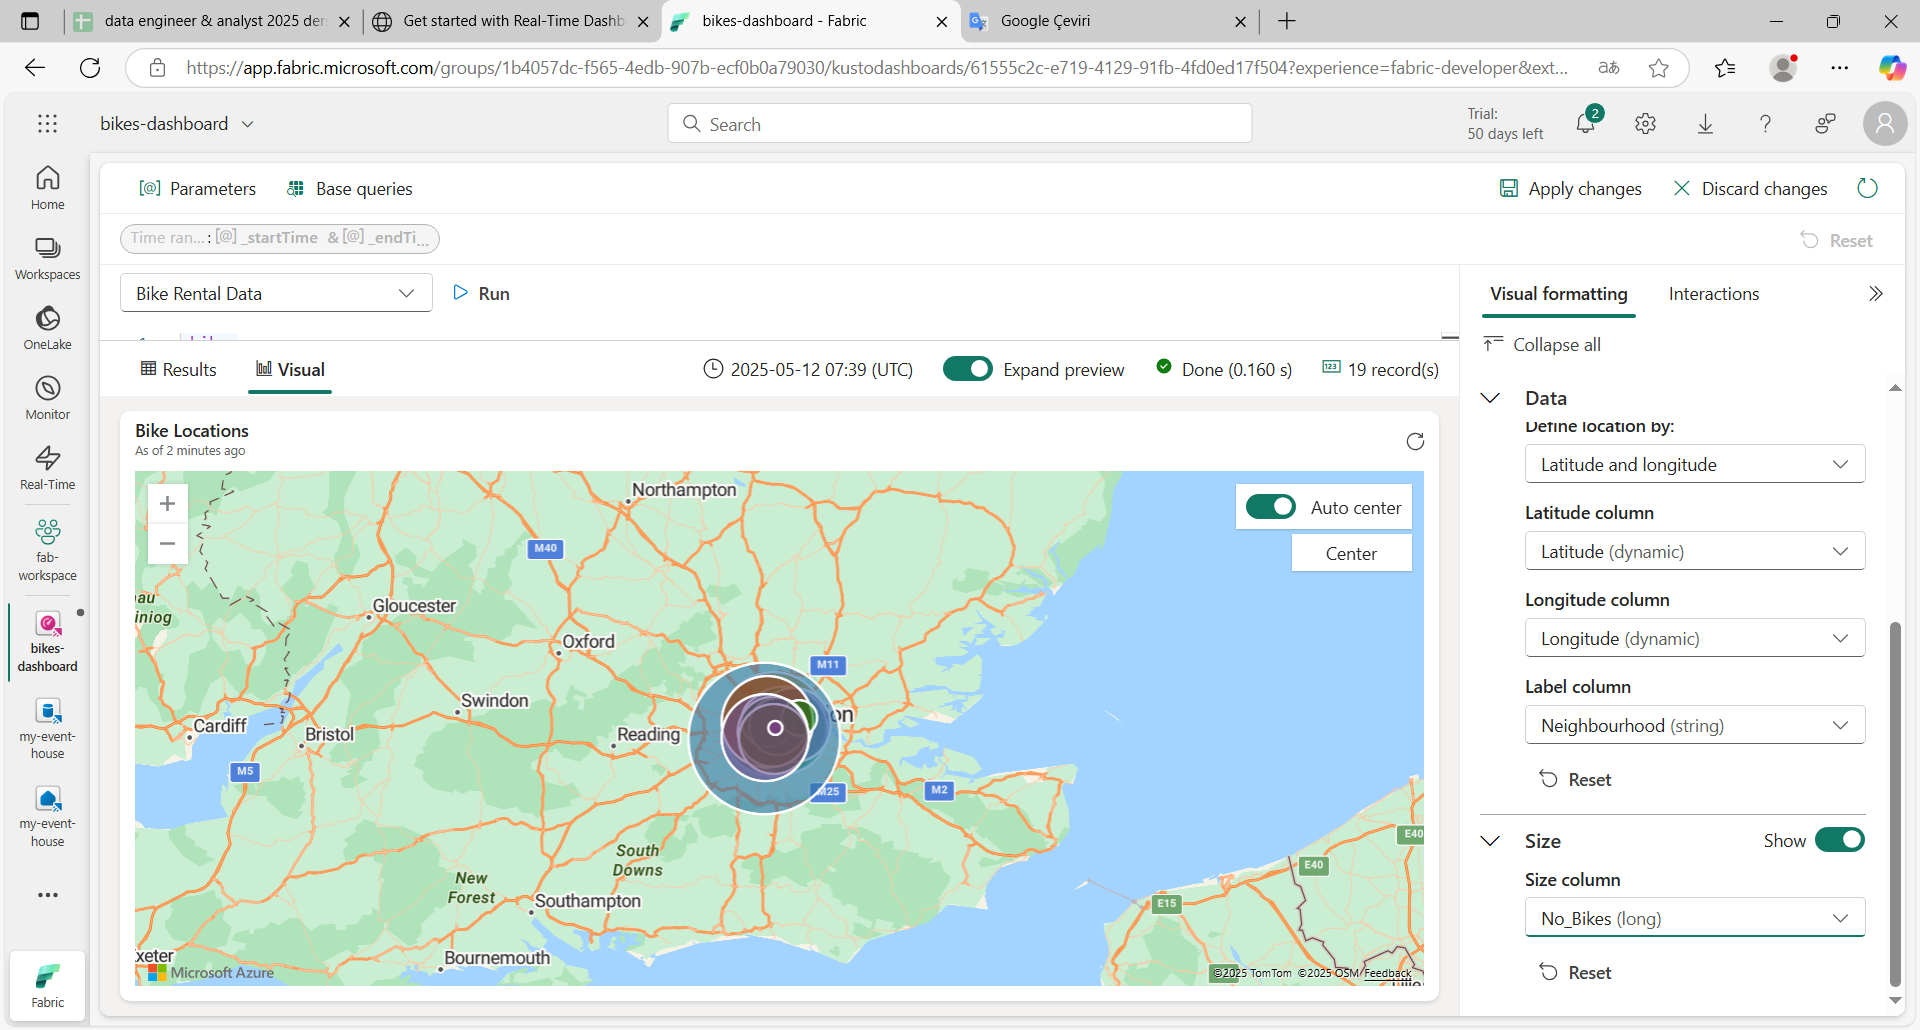 data engineer & analyst 2025 der
Get started with Real-Time Dashb
bikes-dashboard - Fabric
Google Çeviri
https://app.fabric.microsoft.com/groups/1b4057dc-f565-4edb-907b-ecf0b0a79030/kustodashboards/61555c2c-e719-4129-91fb-4fd0ed17f504?experience=fabric-developer&ext...
bikes-dashboard
Search
Trial:
50 days left
2
Home
Workspaces
OneLake
Monitor
Real-Time
fab-
workspace
bikes-
dashboard
my-event-
house
my-event-
house
Fabric
Parameters
Base queries
Apply changes
Discard changes
Time ran... : [@] _startTime & [@] _endTi...
Reset
Bike Rental Data
Run
Results
Visual
2025-05-12 07:39 (UTC)
Expand preview
Done (0.160 s)
19 record(s)
Bike Locations
As of 2 minutes ago
Auto center
Center
Northampton
M40
Gloucester
Oxford
M11
Swindon
Cardiff
Bristol
Reading
on
M5
M25
M2
E40
South
Downs
New
Forest
E40
E15
Southampton
Bournemouth
xeter
au
iniog
Microsoft Azure
©2025 TomTom ©2025 OSM Feedback
Visual formatting
Interactions
Collapse all
Data
Define location by:
Latitude and longitude
Latitude column
Latitude (dynamic)
Longitude column
Longitude (dynamic)
Label column
Neighbourhood (string)
Reset
Size
Show
Size column
No_Bikes (long)
Reset